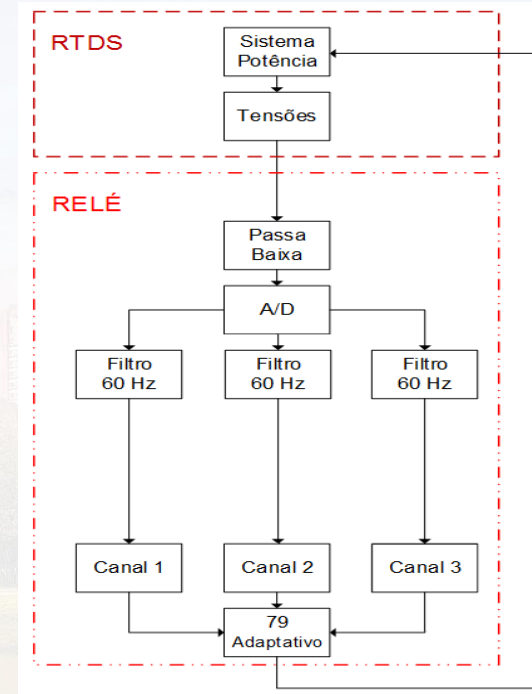 RTDS
Sistema
Potência
Tensões
RELÉ
Passa
Baixa
A/D
Filtro
60 Hz
Filtro
60 Hz
Filtro
60 Hz
Canal 1
Canal 2
Canal 3
79
Adaptativo